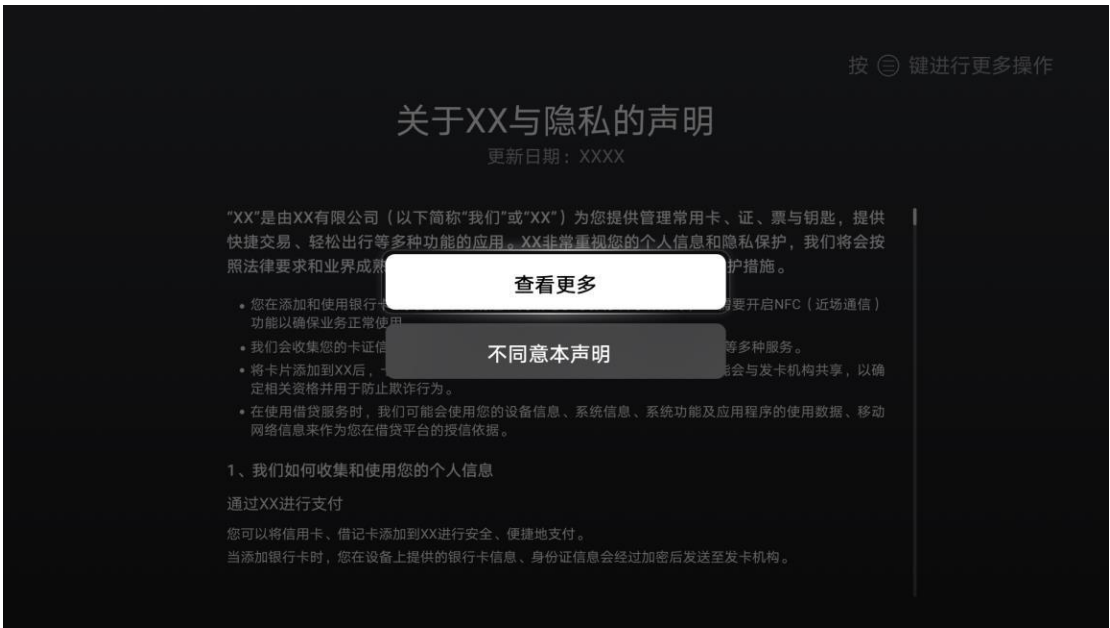 按 键进行更多操作
关于XX与隐私的声明
更新日期：XXXX
“XX”是由XX有限公司（以下简称“我们”或“XX”）为您提供管理常用卡、证、票与钥匙，提供
快捷交易、轻松出行等多种功能的应用。XX非常重视您的个人信息和隐私保护，我们将会按
照法律要求和业界成熟 护措施。
查看更多
• 您在添加和使用银行卡 需要开启NFC（近场通信）
功能以确保业务正常使用
不同意本声明
• 我们会收集您的卡证信 等多种服务。
• 将卡片添加到XX后， 能会与发卡机构共享，以确
定相关资格并用于防止欺诈行为。
• 在使用借贷服务时，我们可能会使用您的设备信息、系统信息、系统功能及应用程序的使用数据、移动
网络信息来作为您在借贷平台的授信依据。
1、我们如何收集和使用您的个人信息
通过XX进行支付
您可以将信用卡、借记卡添加到XX进行安全、便捷地支付。
当添加银行卡时，您在设备上提供的银行卡信息、身份证信息会经过加密后发送至发卡机构。